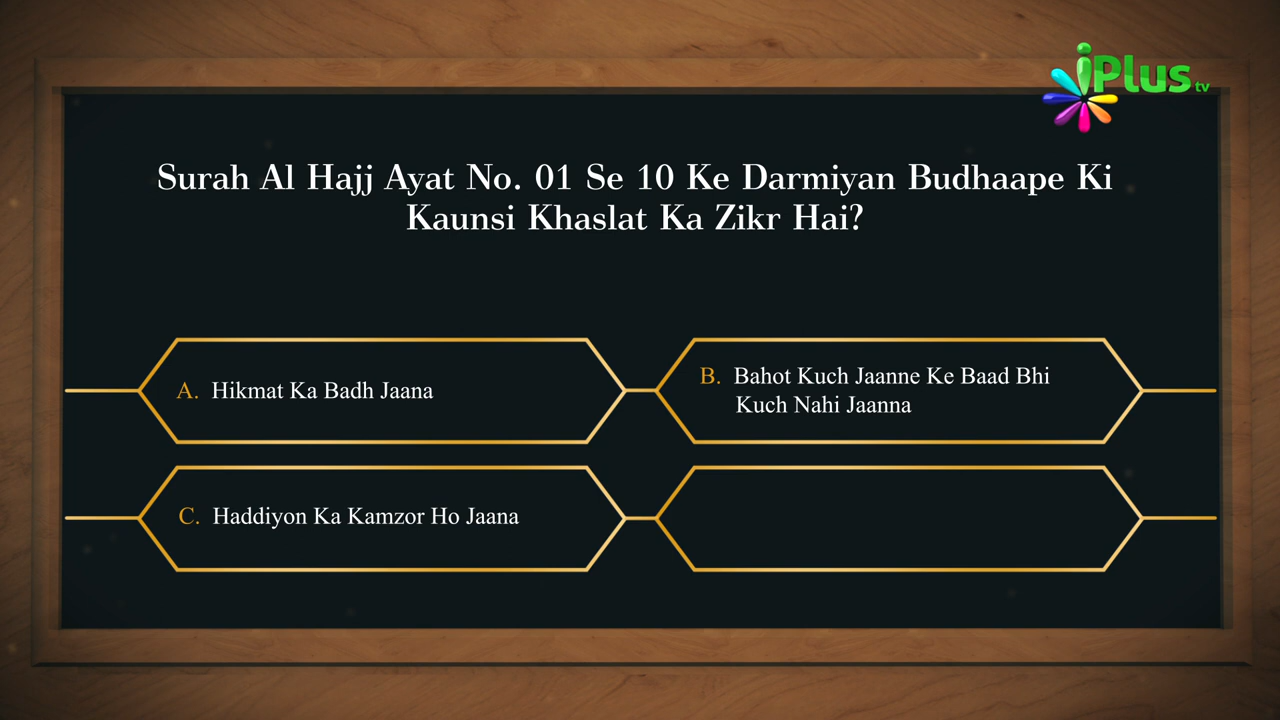 iPlus tv
Surah Al Hajj Ayat No. 01 Se 10 Ke Darmiyan Budhaape Ki
Kaunsi Khaslat Ka Zikr Hai?
A. Hikmat Ka Badh Jaana
B. Bahot Kuch Jaanne Ke Baad Bhi
Kuch Nahi Jaanna
C. Haddiyon Ka Kamzor Ho Jaana